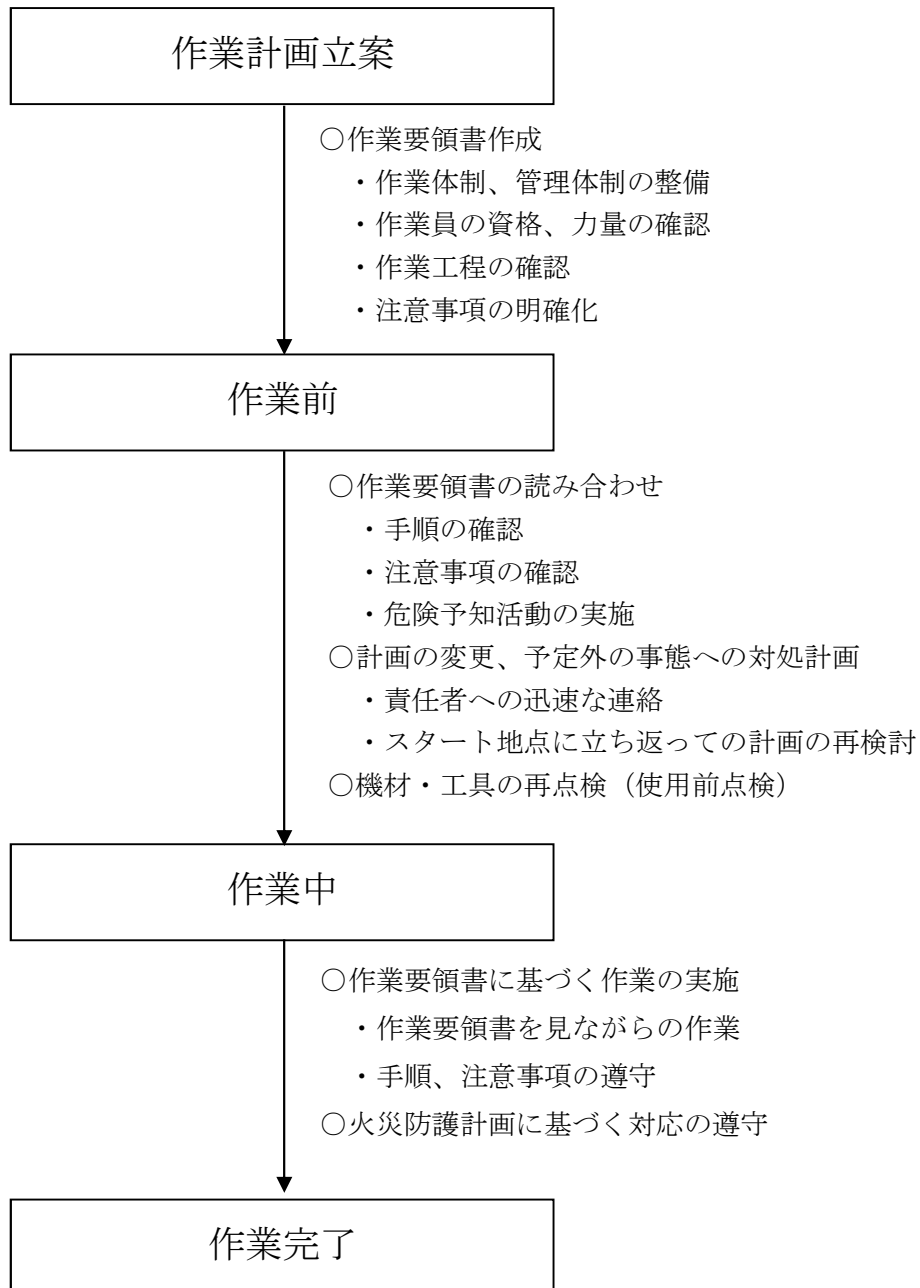 作業計画立案
○作業要領書作成
・作業体制、管理体制の整備
・作業員の資格、力量の確認
・作業工程の確認
・注意事項の明確化
作業前
○作業要領書の読み合わせ
・手順の確認
・注意事項の確認
・危険予知活動の実施
○計画の変更、予定外の事態への対処計画
・責任者への迅速な連絡
・スタート地点に立ち返っての計画の再検討
○機材・工具の再点検（使用前点検）
作業中
○作業要領書に基づく作業の実施
・作業要領書を見ながらの作業
・手順、注意事項の遵守
○火災防護計画に基づく対応の遵守
作業完了